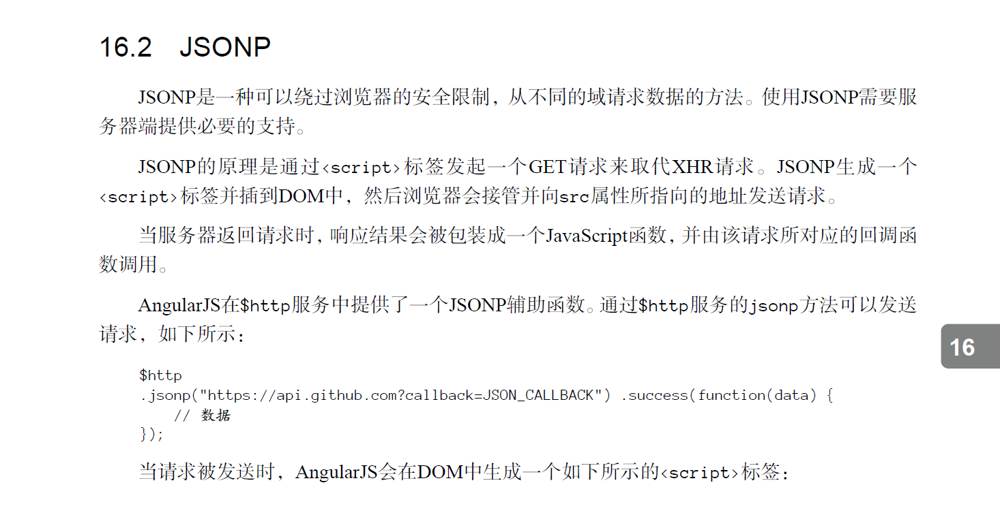 16.2 JSONP
JSONP是一种可以绕过浏览器的安全限制，从不同的域请求数据的方法。使用JSONP需要服
务器端提供必要的支持。
JSONP的原理是通过<script>标签发起一个GET请求来取代XHR请求。JSONP生成一个
<script>标签并插到DOM中，然后浏览器会接管并向src属性所指向的地址发送请求。
当服务器返回请求时，响应结果会被包装成一个JavaScript函数，并由该请求所对应的回调函
数调用。
AngularJS在$http服务中提供了一个JSONP辅助函数。通过$http服务的jsonp方法可以发送
请求，如下所示：
16
$http
.jsonp("https://api.github.com?callback=JSON_CALLBACK") .success(function(data) {
// 数据
});
当请求被发送时，AngularJS会在DOM中生成一个如下所示的<script>标签：